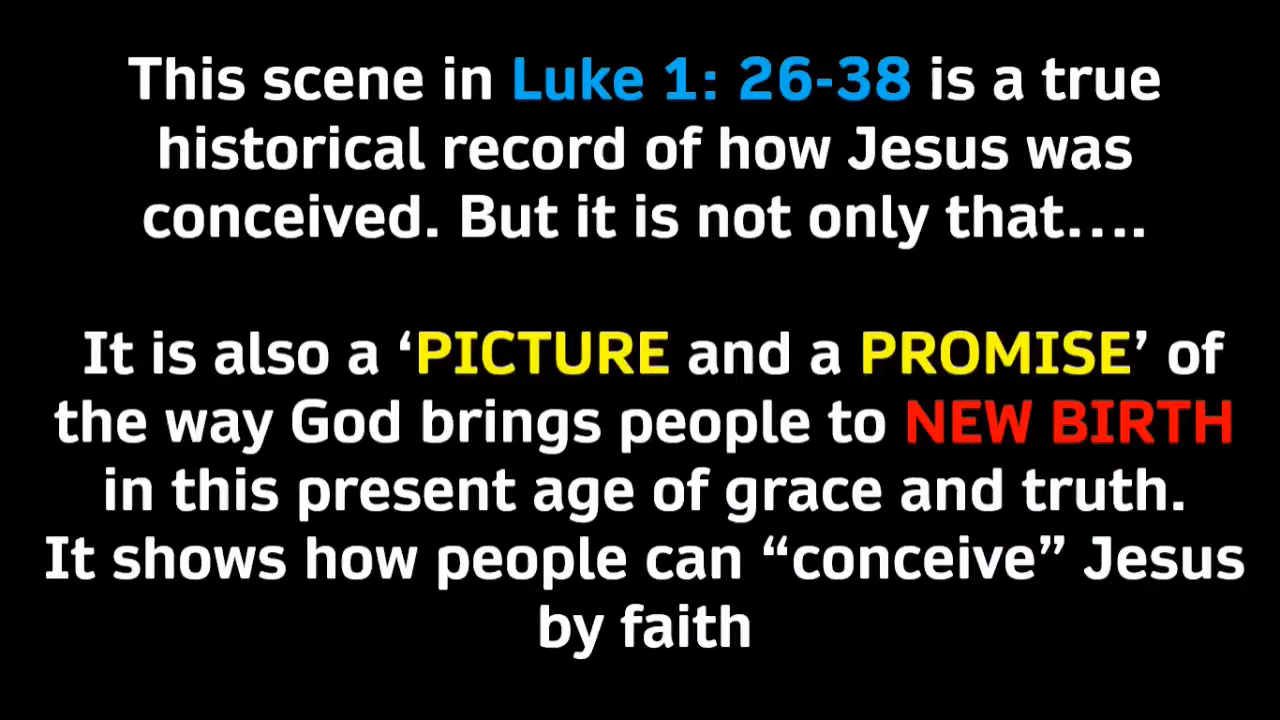 This scene in Luke 1: 26-38 is a true
historical record of how Jesus was
conceived. But it is not only that....
It is also a ‘PICTURE and a PROMISE’ of
the way God brings people to NEW BIRTH
in this present age of grace and truth.
It shows how people can “conceive” Jesus
by faith